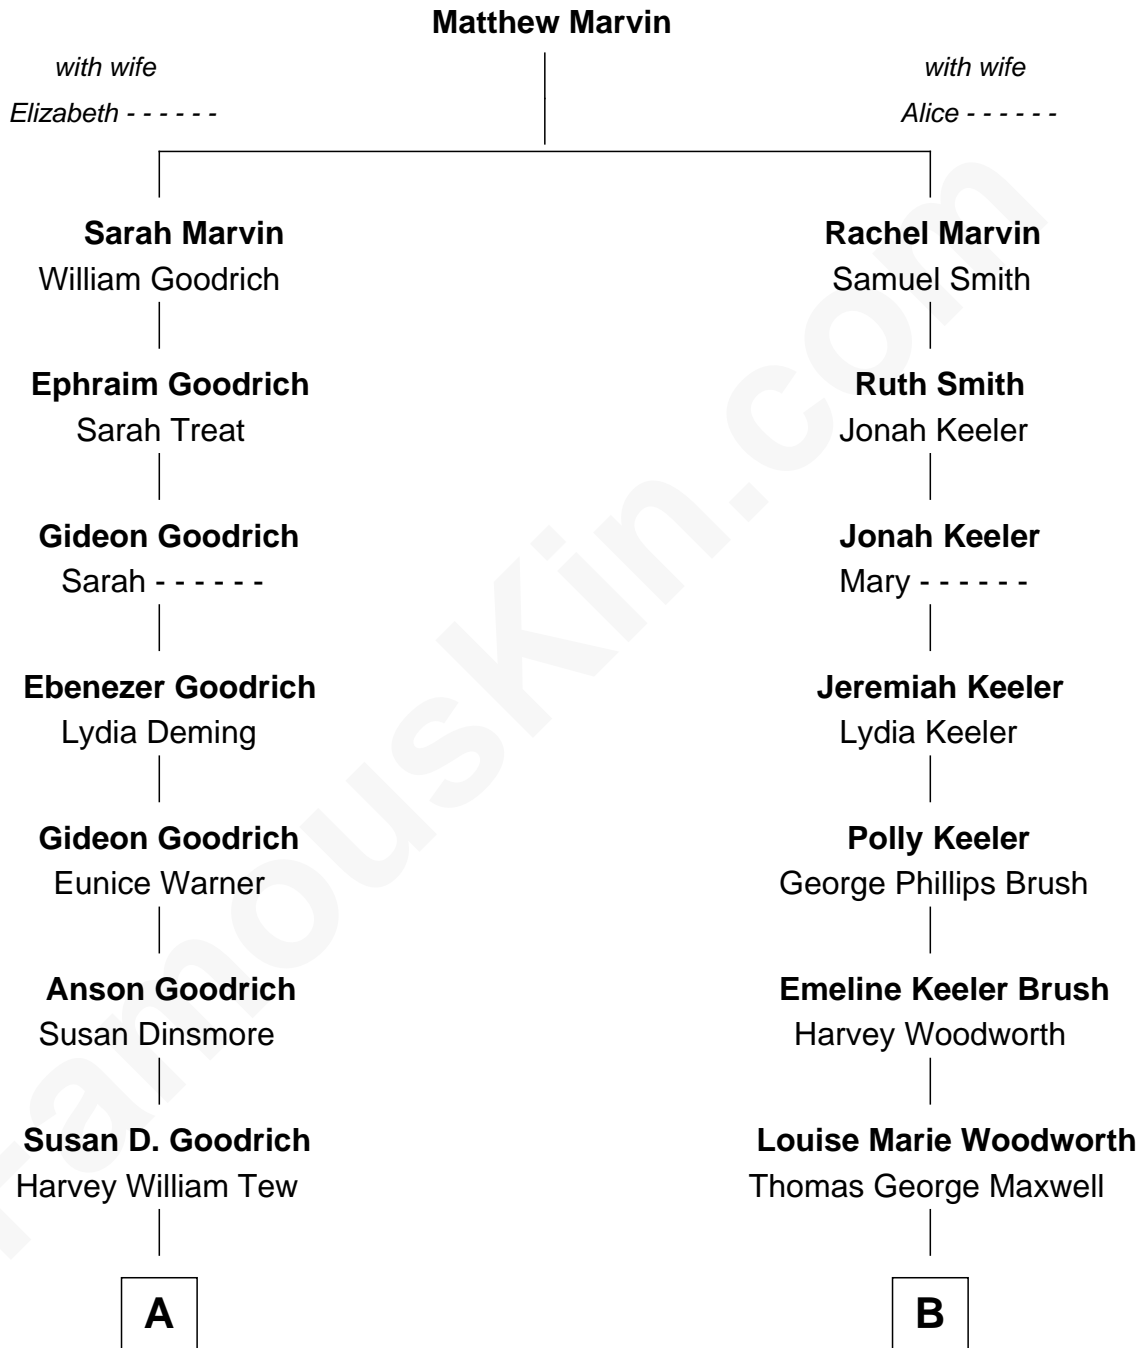 Matthew Marvin
with wife
Elizabeth - - - - - -
with wife
Alice - - - - - -
Sarah Marvin
William Goodrich
Rachel Marvin
Samuel Smith
Ephraim Goodrich
Sarah Treat
Ruth Smith
Jonah Keeler
Gideon Goodrich
Sarah - - - - - -
Jonah Keeler
Mary - - - - - -
Ebenezer Goodrich
Lydia Deming
Jeremiah Keeler
Lydia Keeler
Gideon Goodrich
Eunice Warner
Polly Keeler
George Phillips Brush
Anson Goodrich
Susan Dinsmore
Emeline Keeler Brush
Harvey Woodworth
Susan D. Goodrich
Harvey William Tew
Louise Marie Woodworth
Thomas George Maxwell
A
B
FamousKin.com